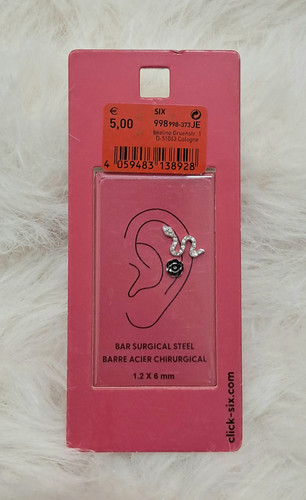 € SIX
5,00 998 998-373 JE
Beeline Gruenstr. 1
D-51063 Cologne
4 059483 138928
BAR SURGICAL STEEL
BARRE ACIER CHIRURGICAL
1.2 X 6 mm
click-six.com